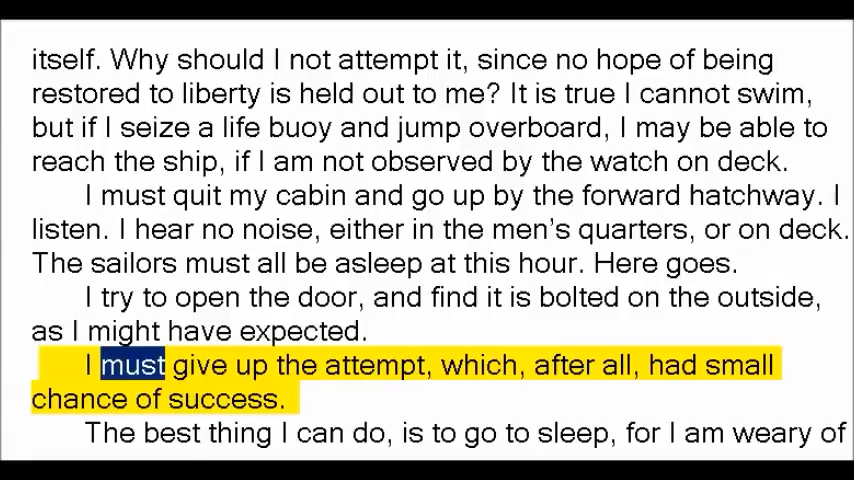 itself. Why should I not attempt it, since no hope of being
restored to liberty is held out to me? It is true I cannot swim,
but if I seize a life buoy and jump overboard, I may be able to
reach the ship, if I am not observed by the watch on deck.
I must quit my cabin and go up by the forward hatchway. I
listen. I hear no noise, either in the men’s quarters, or on deck.
The sailors must all be asleep at this hour. Here goes.
I try to open the door, and find it is bolted on the outside,
as I might have expected.
I must give up the attempt, which, after all, had small
chance of success.
The best thing I can do, is to go to sleep, for I am weary of